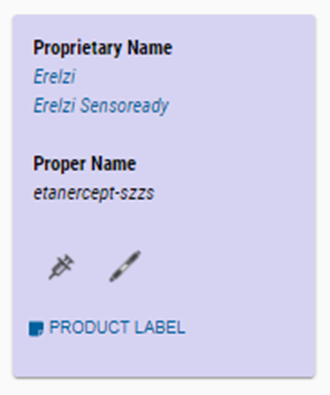 Proprietary Name
Erelzi
Erelzi Sensoready
Proper Name
etanercept-szzs
PRODUCT LABEL